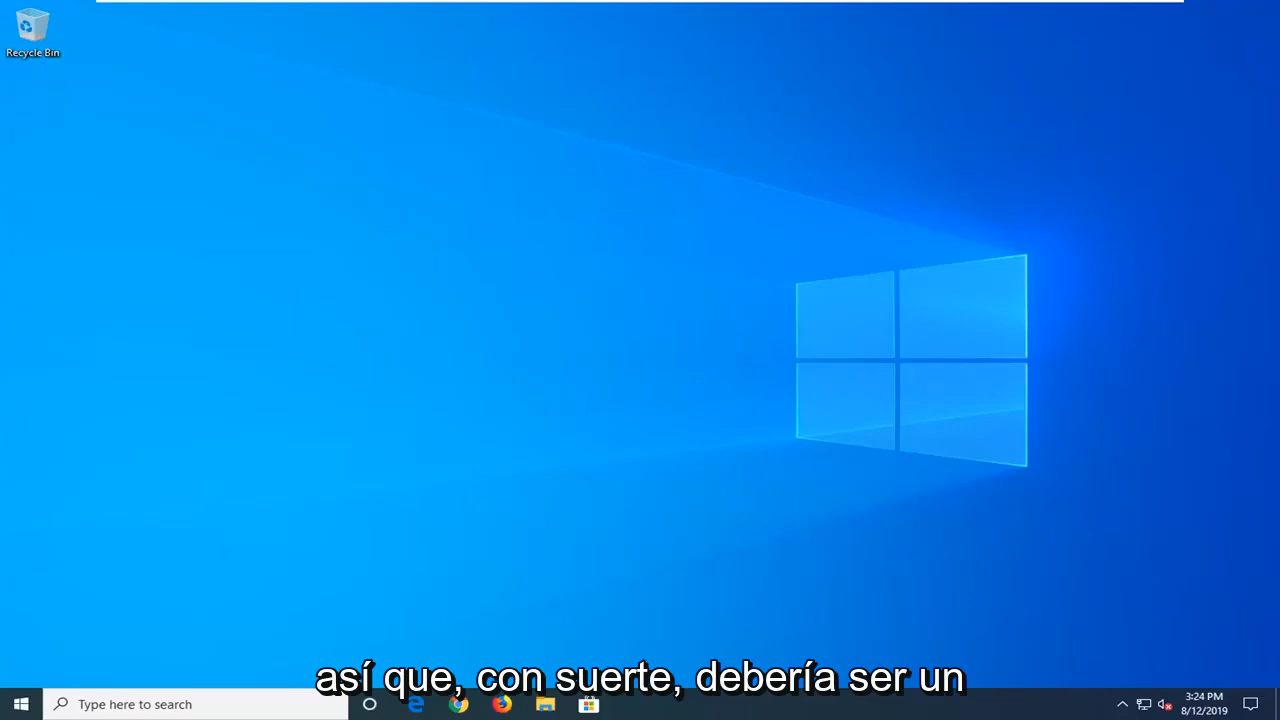 Recycle Bin
así que, con suerte, debería ser un
Type here to search
3:24 PM
8/12/2019